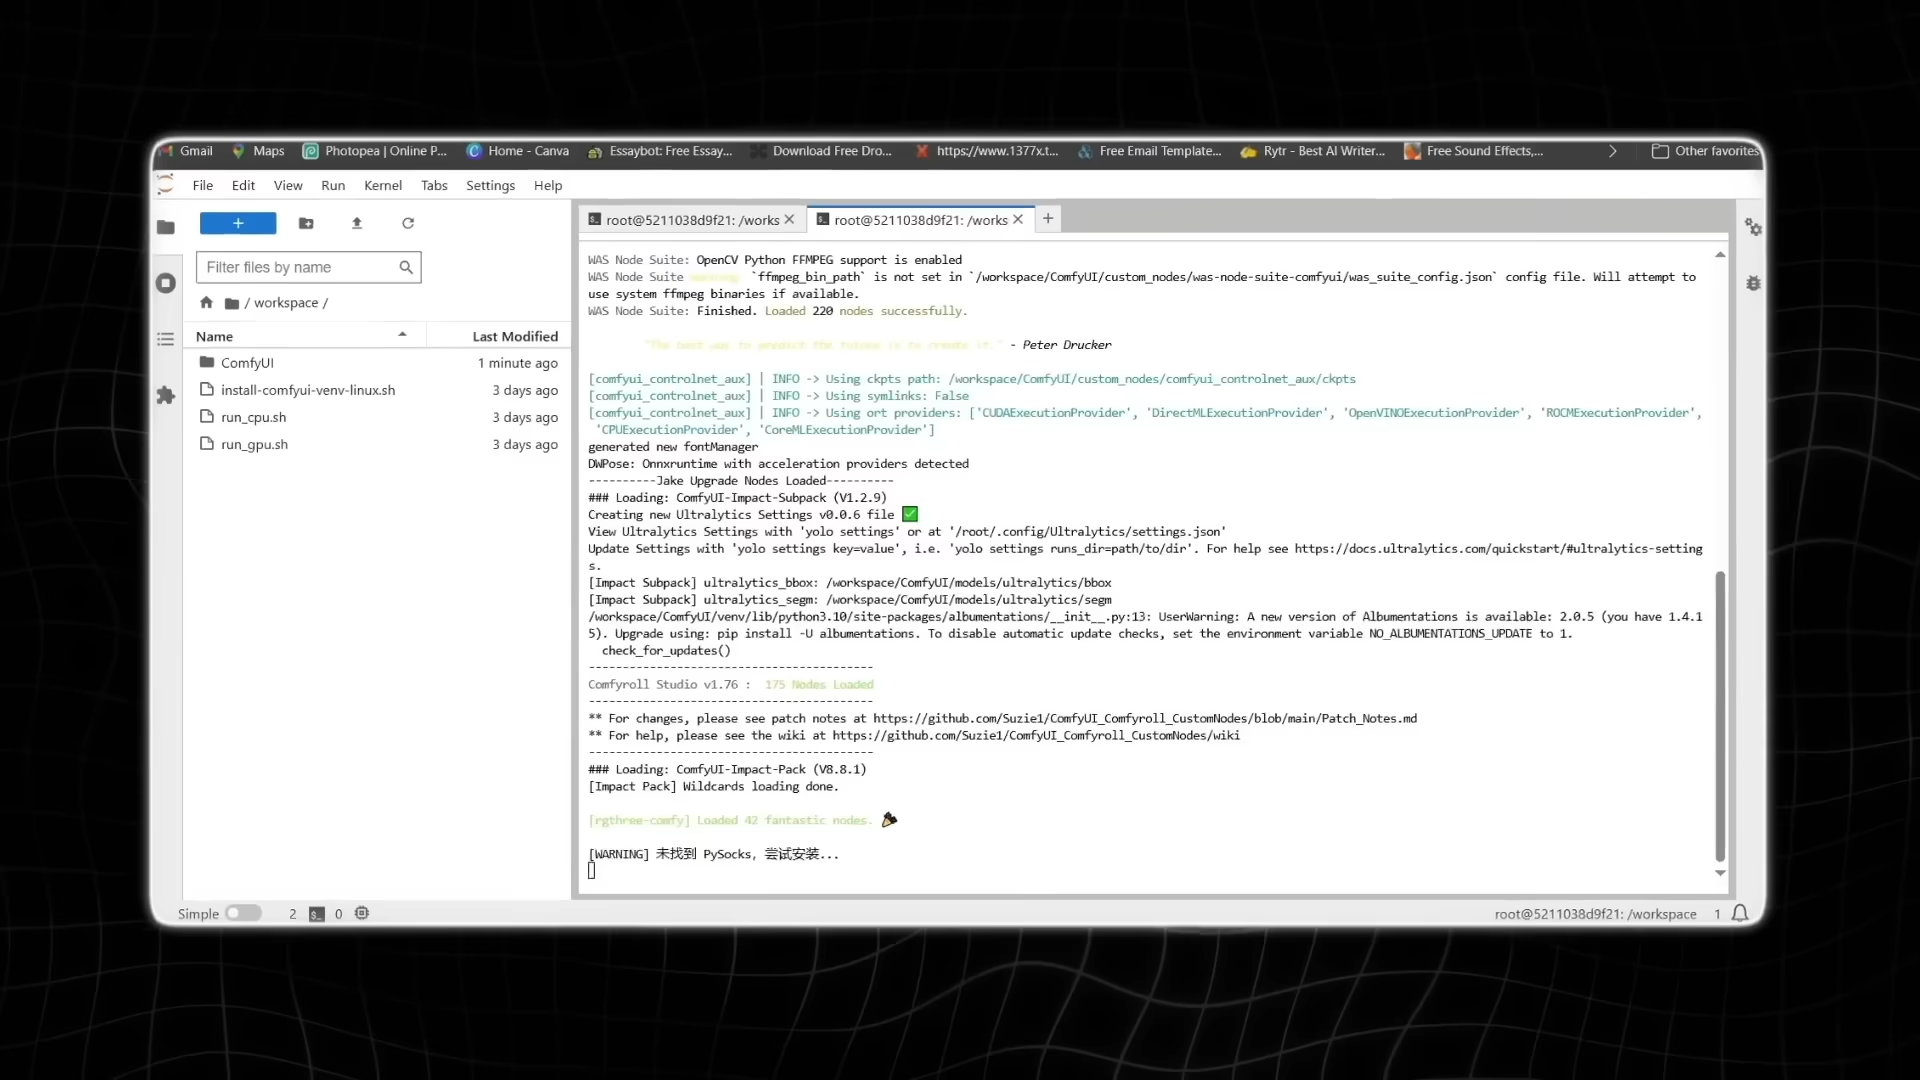 Gmail Maps Photopea | Online P... Home - Canva Essaybot: Free Essay... Download Free Dro... https://www.1377x.t... Free Email Template... Rytr - Best AI Writer... Free Sound Effects,... Other favorites
File Edit View Run Kernel Tabs Settings Help
+
Filter files by name
/ workspace /
Name Last Modified
ComfyUI 1 minute ago
install-comfyui-venv-linux.sh 3 days ago
run_cpu.sh 3 days ago
run_gpu.sh 3 days ago
root@5211038d9f21: /works root@5211038d9f21: /works
WAS Node Suite: OpenCV Python FFMPEG support is enabled
WAS Node Suite `ffmpeg_bin_path` is not set in `/workspace/ComfyUI/custom_nodes/was-node-suite-comfyui/was_suite_config.json` config file. Will attempt to
use system ffmpeg binaries if available.
WAS Node Suite: Finished. Loaded 220 nodes successfully.
"The best way to predict the future is to create it." - Peter Drucker
[comfyui_controlnet_aux] | INFO -> Using ckpts path: /workspace/ComfyUI/custom_nodes/comfyui_controlnet_aux/ckpts
[comfyui_controlnet_aux] | INFO -> Using symlinks: False
[comfyui_controlnet_aux] | INFO -> Using ort providers: ['CUDAExecutionProvider', 'DirectMLExecutionProvider', 'OpenVINOExecutionProvider', 'ROCMExecutionProvider',
'CPUExecutionProvider', 'CoreMLExecutionProvider']
generated new fontManager
DWPose: Onnxruntime with acceleration providers detected
----------Jake Upgrade Nodes Loaded----------
### Loading: ComfyUI-Impact-Subpack (V1.2.9)
Creating new Ultralytics Settings v0.0.6 file ✅
View Ultralytics Settings with 'yolo settings' or at '/root/.config/Ultralytics/settings.json'
Update Settings with 'yolo settings key=value', i.e. 'yolo settings runs_dir=path/to/dir'. For help see https://docs.ultralytics.com/quickstart/#ultralytics-setting
s.
[Impact Subpack] ultralytics_bbox: /workspace/ComfyUI/models/ultralytics/bbox
[Impact Subpack] ultralytics_segm: /workspace/ComfyUI/models/ultralytics/segm
/workspace/ComfyUI/venv/lib/python3.10/site-packages/albumentations/__init__.py:13: UserWarning: A new version of Albumentations is available: 2.0.5 (you have 1.4.1
5). Upgrade using: pip install -U albumentations. To disable automatic update checks, set the environment variable NO_ALBUMENTATIONS_UPDATE to 1.
check_for_updates()
------------------------------------------
Comfyroll Studio v1.76 : 175 Nodes Loaded
------------------------------------------
** For changes, please see patch notes at https://github.com/Suzie1/ComfyUI_Comfyroll_CustomNodes/blob/main/Patch_Notes.md
** For help, please see the wiki at https://github.com/Suzie1/ComfyUI_Comfyroll_CustomNodes/wiki
------------------------------------------
### Loading: ComfyUI-Impact-Pack (V8.8.1)
[Impact Pack] Wildcards loading done.
[rgthree-comfy] Loaded 42 fantastic nodes. 🎉
[WARNING] 未找到 PySocks, 尝试安装...
Simple 2 0 root@5211038d9f21: /workspace 1